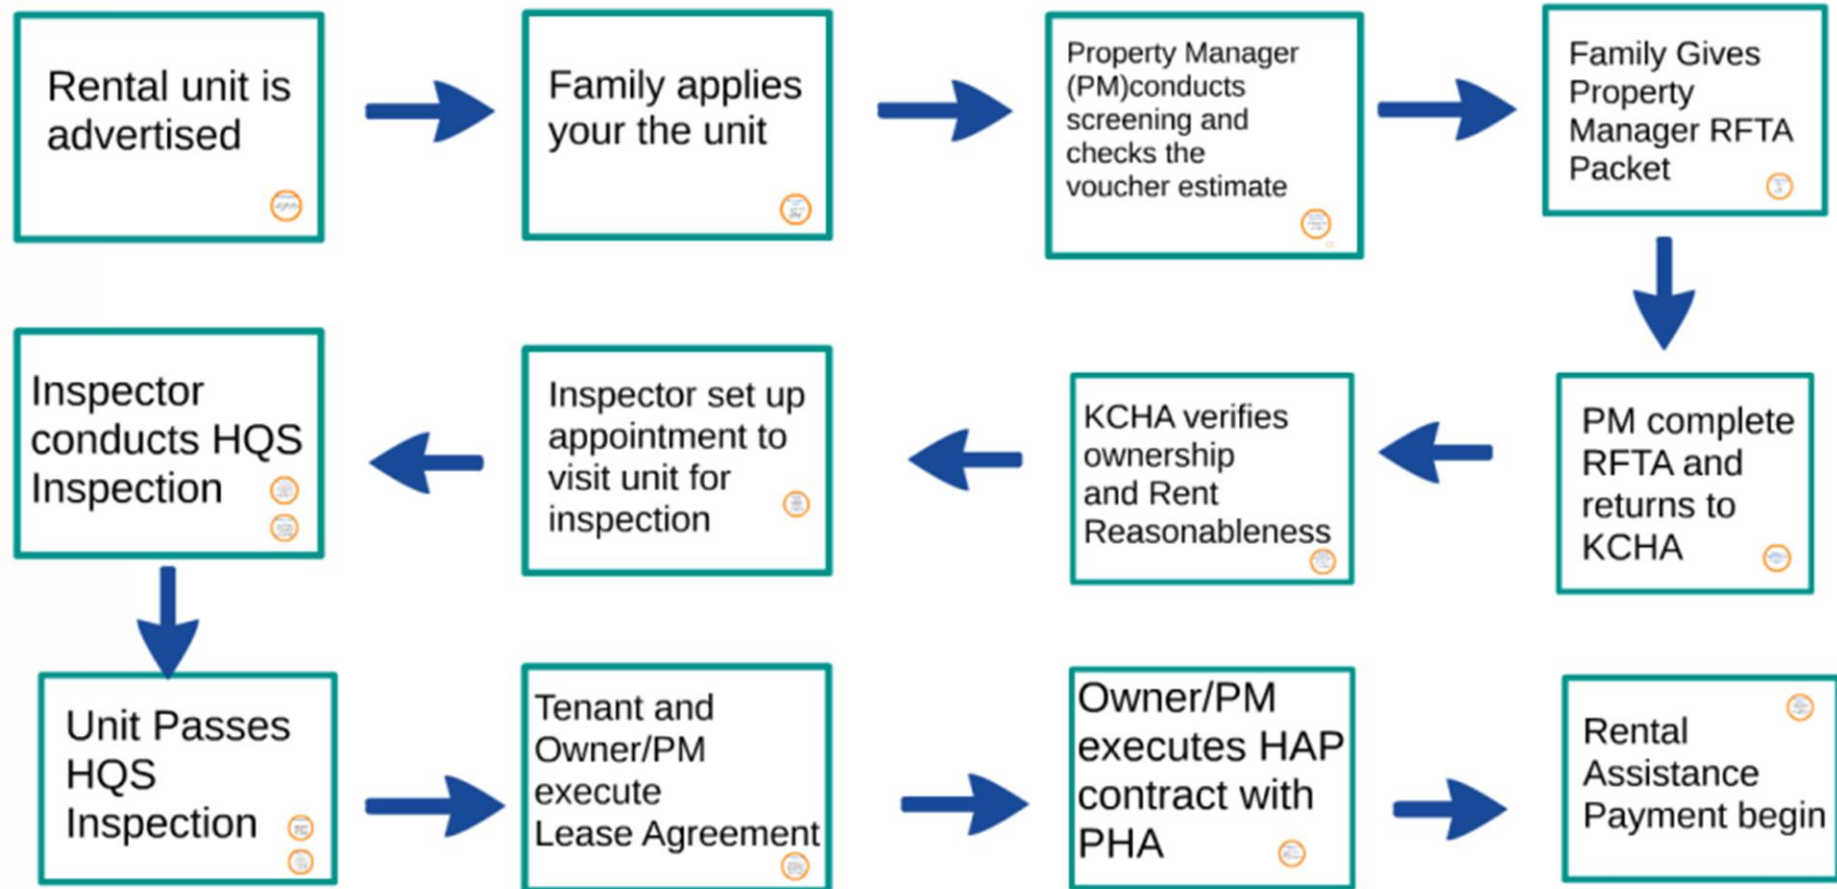 Rental unit is
advertised
Family applies
your the unit
Property Manager
(PM)conducts
screening and
checks the
voucher estimate
Family Gives
Property
Manager RFTA
Packet
PM complete
RFTA and
returns to
KCHA
KCHA verifies
ownership
and Rent
Reasonableness
Inspector set up
appointment to
visit unit for
inspection
Inspector
conducts HQS
Inspection
Unit Passes
HQS
Inspection
Tenant and
Owner/PM
execute
Lease Agreement
Owner/PM
executes HAP
contract with
PHA
Rental
Assistance
Payment begin